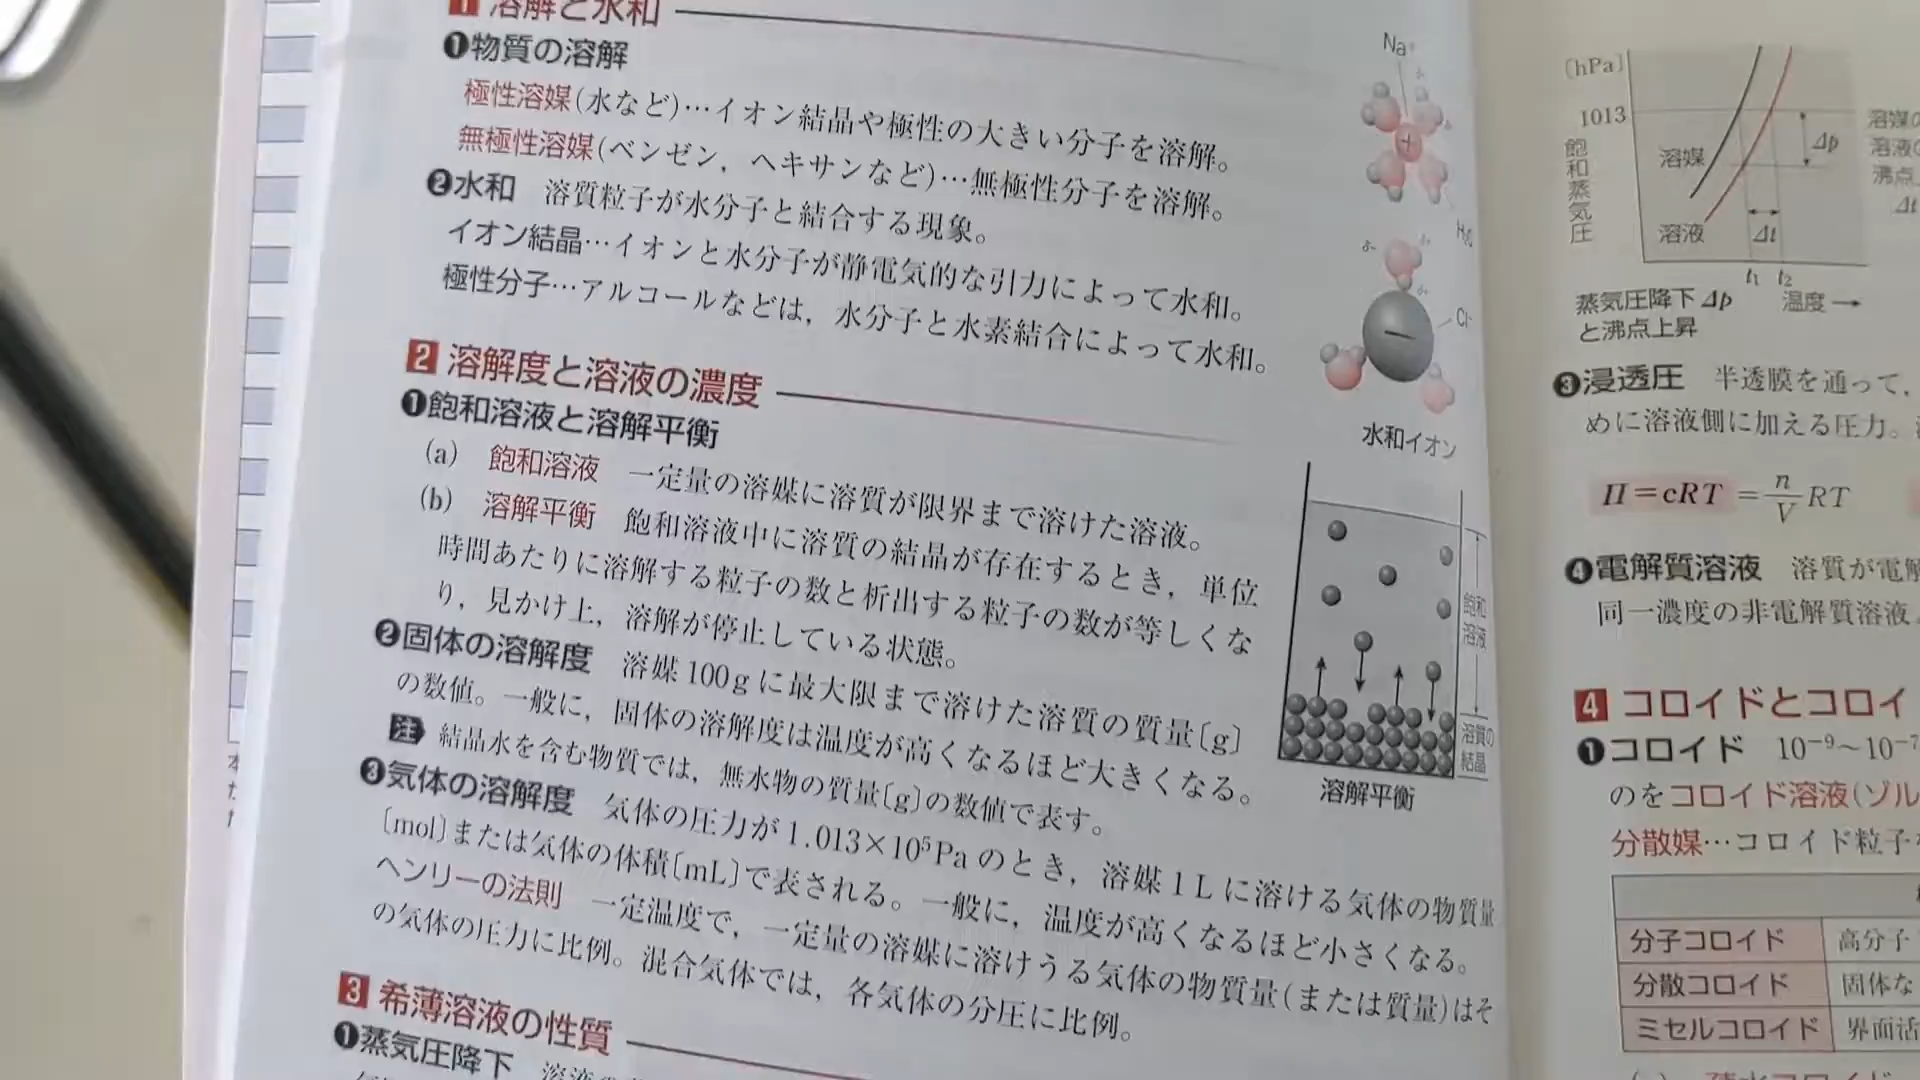 1 溶解と水和
❶物質の溶解
極性溶媒(水など)…イオン結晶や極性の大きい分子を溶解。
無極性溶媒(ベンゼン，ヘキサンなど)…無極性分子を溶解。
❷水和 溶質粒子が水分子と結合する現象。
イオン結晶…イオンと水分子が静電気的な引力によって水和。
極性分子…アルコールなどは，水分子と水素結合によって水和。
Na⁺
H₂O
δ-
δ+
δ+
Cl⁻
水和イオン
2 溶解度と溶液の濃度
❶飽和溶液と溶解平衡
(a) 飽和溶液 一定量の溶媒に溶質が限界まで溶けた溶液。
(b) 溶解平衡 飽和溶液中に溶質の結晶が存在するとき，単位
時間あたりに溶解する粒子の数と析出する粒子の数が等しくな
り，見かけ上，溶解が停止している状態。
❷固体の溶解度 溶媒100gに最大限まで溶けた溶質の質量〔g〕
の数値。一般に，固体の溶解度は温度が高くなるほど大きくなる。
注 結晶水を含む物質では，無水物の質量〔g〕の数値で表す。
飽和
溶液
溶質の
結晶
溶解平衡
❸気体の溶解度 気体の圧力が1.013×10⁵Paのとき，溶媒1Lに溶ける気体の物質量
〔mol〕または気体の体積〔mL〕で表される。一般に，温度が高くなるほど小さくなる。
ヘンリーの法則 一定温度で，一定量の溶媒に溶けうる気体の物質量(または質量)はそ
の気体の圧力に比例。混合気体では，各気体の分圧に比例。
3 希薄溶液の性質
❶蒸気圧降下
〔hPa〕
1013
飽和蒸気圧
溶媒
溶液
Δp
Δt
t₁ t₂
温度→
蒸気圧降下Δp
と沸点上昇
溶媒の
溶液の
沸点
Δt
❸浸透圧 半透膜を通って，
めに溶液側に加える圧力。
Π=cRT = n/V RT
❹電解質溶液 溶質が電解
同一濃度の非電解質溶液
4 コロイドとコロイ
❶コロイド 10⁻⁹～10⁻⁷
のをコロイド溶液(ゾル
分散媒…コロイド粒子
分子コロイド 高分子
分散コロイド 固体な
ミセルコロイド 界面活